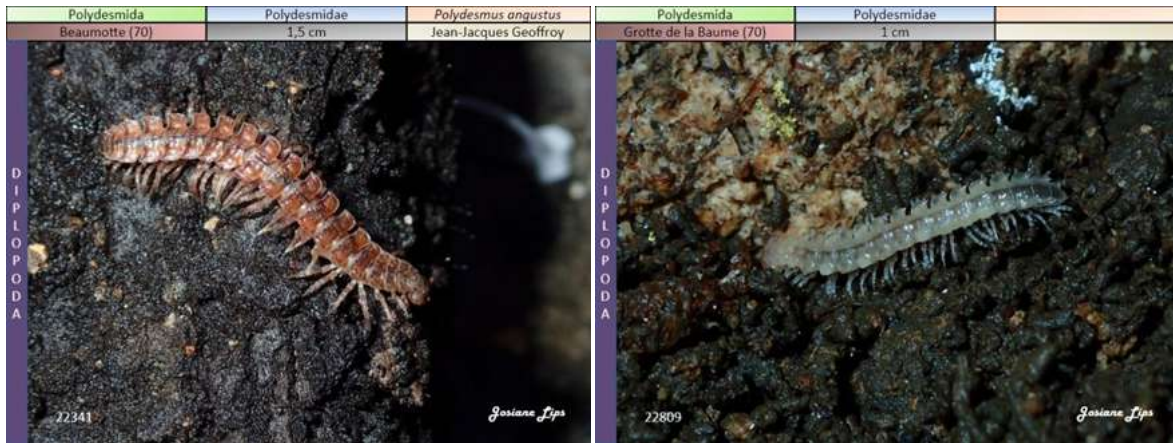 Polydesmida Polydesmidae Polydesmus angustus
Beaumotte (70) 1,5 cm Jean-Jacques Geoffroy
DIPLOPODA
22341 Josiane Lips
Polydesmida Polydesmidae
Grotte de la Baume (70) 1 cm
DIPLOPODA
22809 Josiane Lips